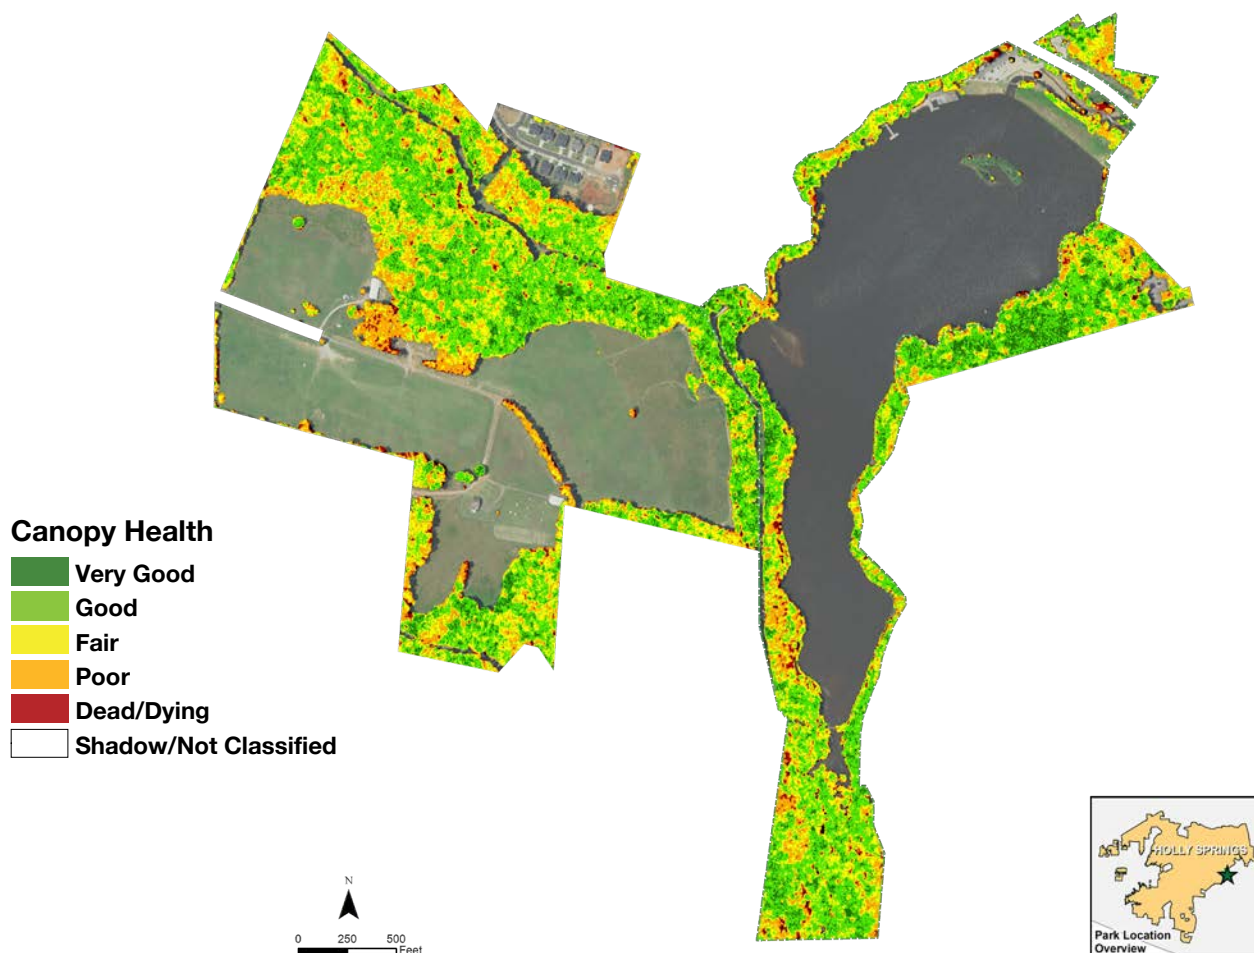 Canopy Health
Very Good
Good
Fair
Poor
Dead/Dying
Shadow/Not Classified
N
0 250 500
Feet
HOLLY SPRINGS
Park Location
Overview